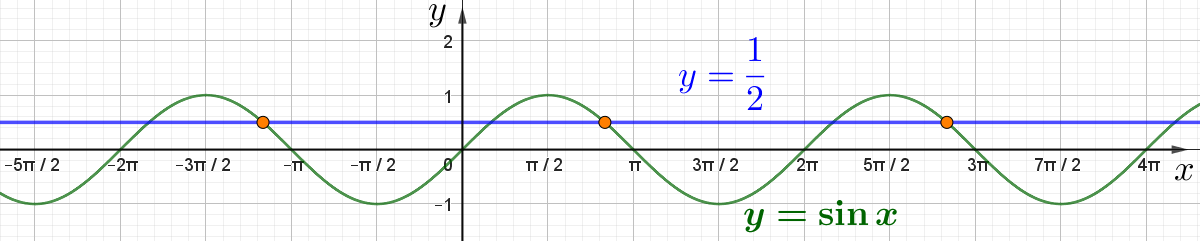 y
2
y = 1/2
1
-5π / 2 -2π -3π / 2 -π -π / 2 0 π / 2 π 3π / 2 2π 5π / 2 3π 7π / 2 4π x
-1
y = sin x